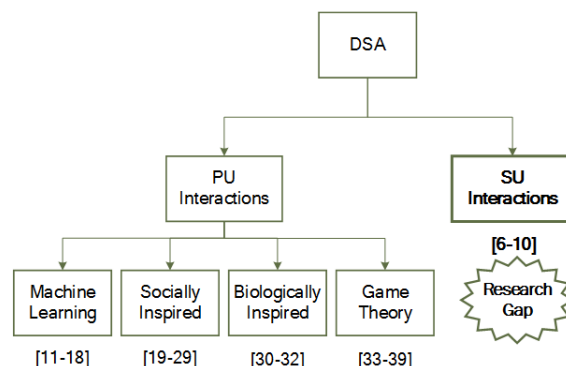 DSA
PU
Interactions
SU
Interactions
[6-10]
Machine
Learning
Socially
Inspired
Biologically
Inspired
Game
Theory
Research
Gap
[11-18]
[19-29]
[30-32]
[33-39]